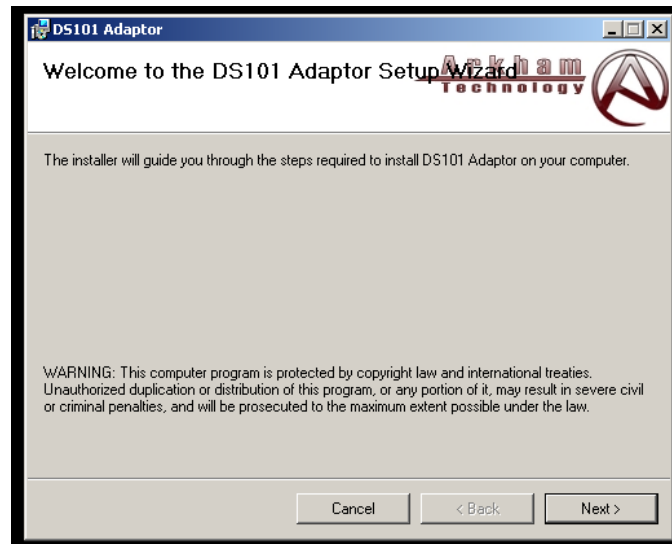 DS101 Adaptor
Welcome to the DS101 Adaptor Setup Wizard
Arkham
Technology
The installer will guide you through the steps required to install DS101 Adaptor on your computer.
WARNING: This computer program is protected by copyright law and international treaties.
Unauthorized duplication or distribution of this program, or any portion of it, may result in severe civil
or criminal penalties, and will be prosecuted to the maximum extent possible under the law.
Cancel
< Back
Next >